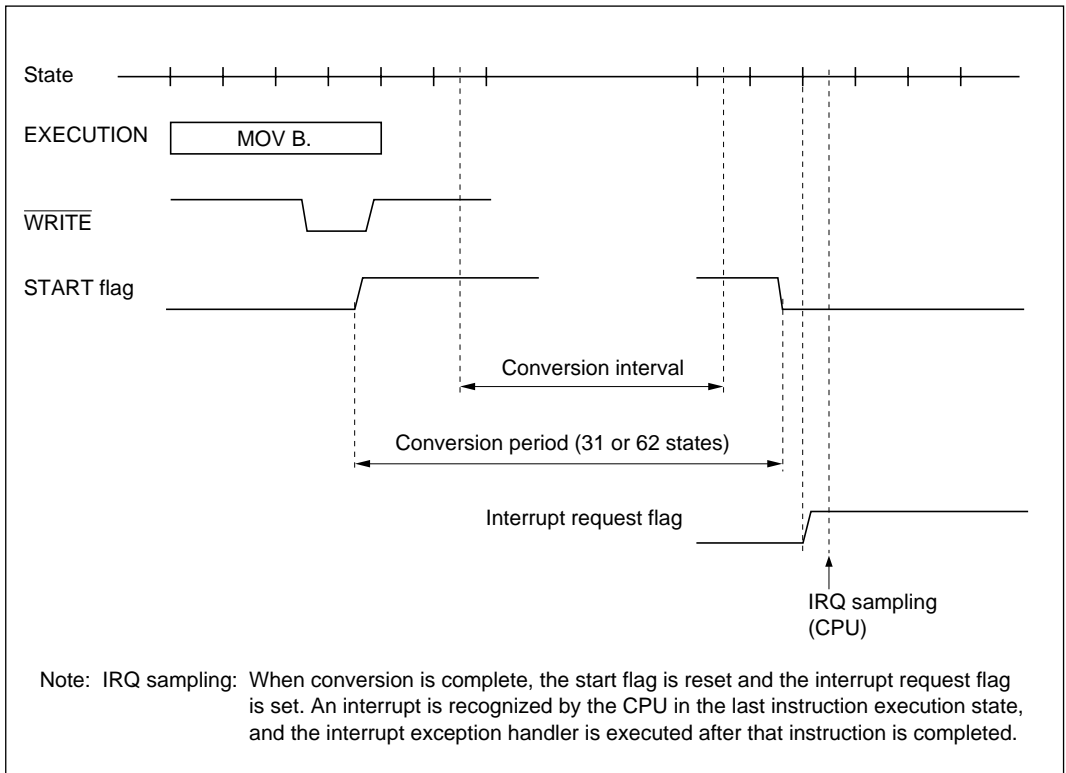 State
EXECUTION
MOV B.
WRITE
START flag
Conversion interval
Conversion period (31 or 62 states)
Interrupt request flag
IRQ sampling
(CPU)
Note: IRQ sampling: When conversion is complete, the start flag is reset and the interrupt request flag
is set. An interrupt is recognized by the CPU in the last instruction execution state,
and the interrupt exception handler is executed after that instruction is completed.